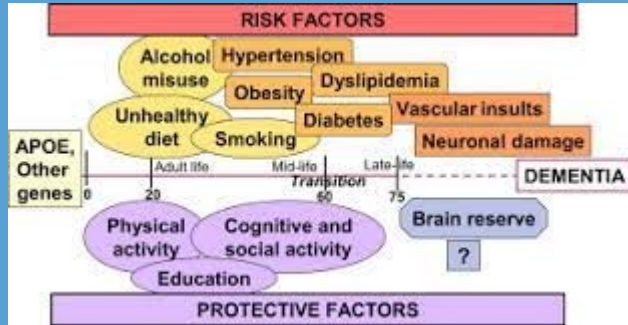 RISK FACTORS
Alcohol
misuse
Hypertension
Dyslipidemia
Obesity
Vascular insults
Unhealthy
diet
Diabetes
Smoking
Neuronal damage
APOE,
Other
genes
Adult life
Mid-life
Late-life
Transition
DEMENTIA
0
20
60
75
Physical
activity
Cognitive and
social activity
Brain reserve
?
Education
PROTECTIVE FACTORS